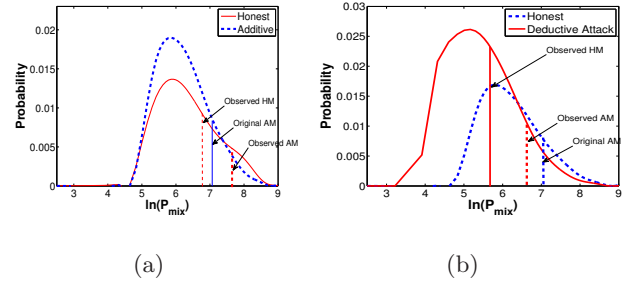 0.02
0.015
0.01
0.005
0
Probability
3 4 5 6 7 8 9
ln(P_mix)
Honest
Additive
Observed HM
Original AM
Observed AM
(a)
0.03
0.025
0.02
0.015
0.01
0.005
0
Probability
3 4 5 6 7 8 9
ln(P_mix)
Honest
Deductive Attack
Observed HM
Observed AM
Original AM
(b)